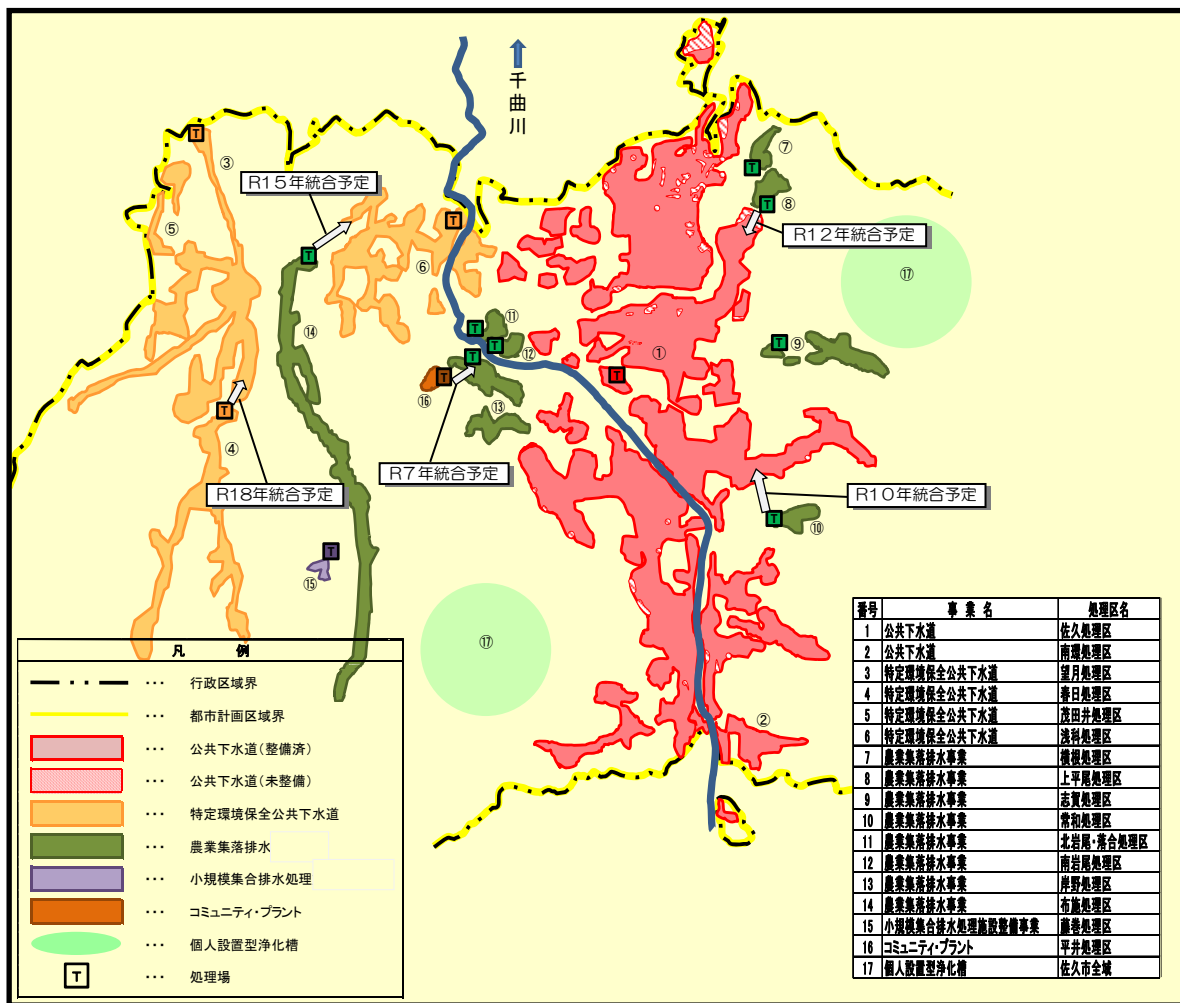 千曲川
③
⑤
R15年統合予定
⑥
⑦
⑧
R12年統合予定
⑰
⑭
⑪
⑫
①
⑨
⑯
⑬
④
R7年統合予定
R18年統合予定
R10年統合予定
⑩
⑮
⑰
②
T
T
T
T
T
T
T
T
T
T
T
T
T
T
凡 例
… 行政区域界
… 都市計画区域界
… 公共下水道(整備済)
… 公共下水道(未整備)
… 特定環境保全公共下水道
… 農業集落排水
… 小規模集合排水処理
… コミュニティ・プラント
… 個人設置型浄化槽
T … 処理場
番号 事業名 処理区名
1 公共下水道 佐久処理区
2 公共下水道 南環処理区
3 特定環境保全公共下水道 望月処理区
4 特定環境保全公共下水道 春日処理区
5 特定環境保全公共下水道 茂田井処理区
6 特定環境保全公共下水道 浅科処理区
7 農業集落排水事業 横根処理区
8 農業集落排水事業 上平尾処理区
9 農業集落排水事業 志賀処理区
10 農業集落排水事業 常和処理区
11 農業集落排水事業 北岩尾・落合処理区
12 農業集落排水事業 南岩尾処理区
13 農業集落排水事業 岸野処理区
14 農業集落排水事業 布施処理区
15 小規模集合排水処理施設整備事業 藤巻処理区
16 コミュニティ・プラント 平井処理区
17 個人設置型浄化槽 佐久市全域